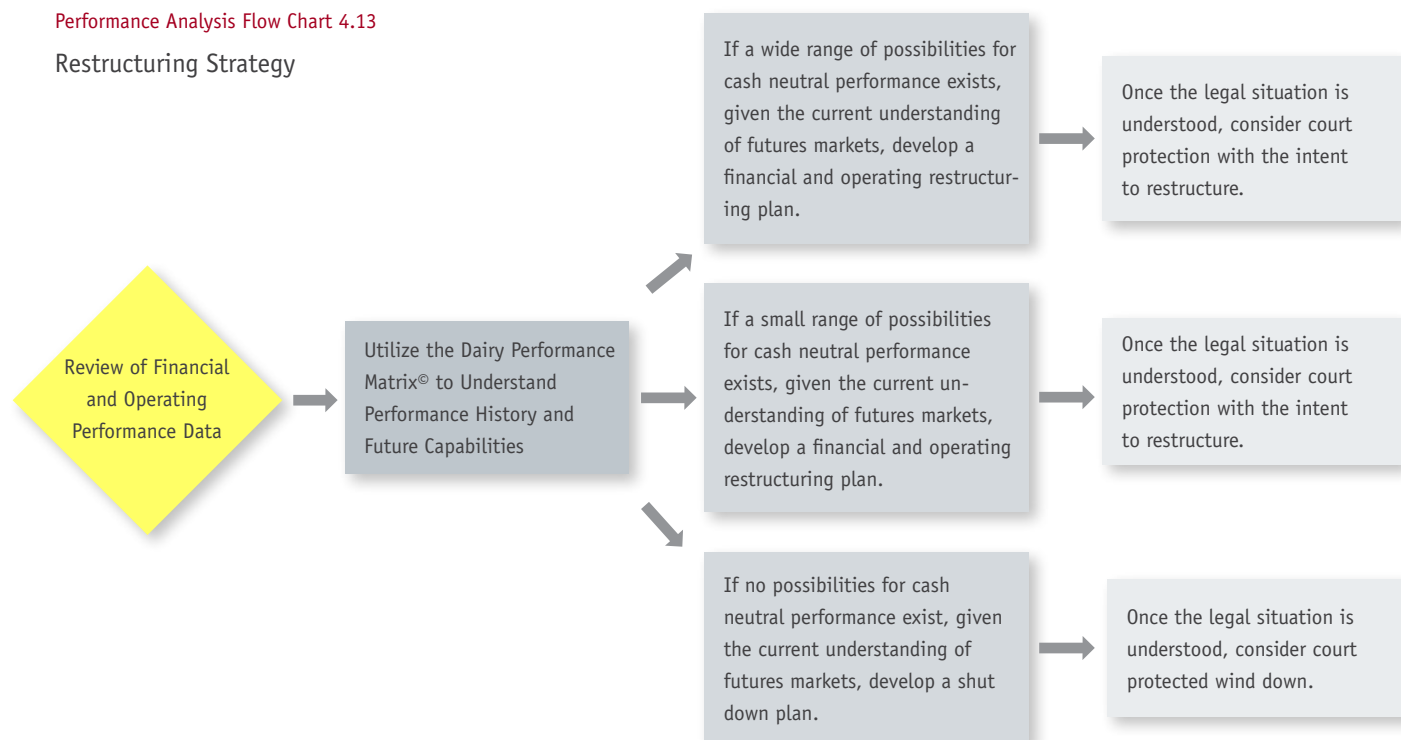 Performance Analysis Flow Chart 4.13
Restructuring Strategy
Review of Financial
and Operating
Performance Data
Utilize the Dairy Performance
Matrix© to Understand
Performance History and
Future Capabilities
If a wide range of possibilities for
cash neutral performance exists,
given the current understanding
of futures markets, develop a
financial and operating restructur-
ing plan.
Once the legal situation is
understood, consider court
protection with the intent
to restructure.
If a small range of possibilities
for cash neutral performance
exists, given the current un-
derstanding of futures markets,
develop a financial and operating
restructuring plan.
Once the legal situation is
understood, consider court
protection with the intent
to restructure.
If no possibilities for cash
neutral performance exist, given
the current understanding of
futures markets, develop a shut
down plan.
Once the legal situation is
understood, consider court
protected wind down.